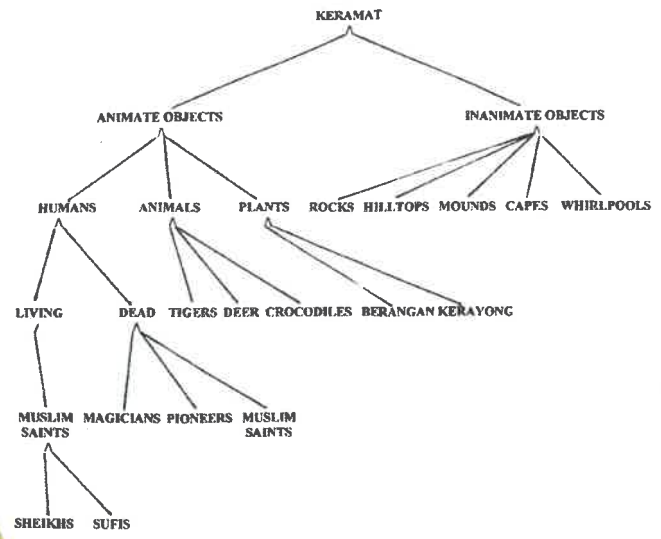 KERAMAT
ANIMATE OBJECTS
INANIMATE OBJECTS
HUMANS
ANIMALS
PLANTS
ROCKS
HILLTOPS
MOUNDS
CAPES
WHIRLPOOLS
LIVING
DEAD
TIGERS
DEER
CROCODILES
BERANGAN
KERAYONG
MUSLIM
SAINTS
MAGICIANS
PIONEERS
MUSLIM
SAINTS
SHEIKHS
SUFIS